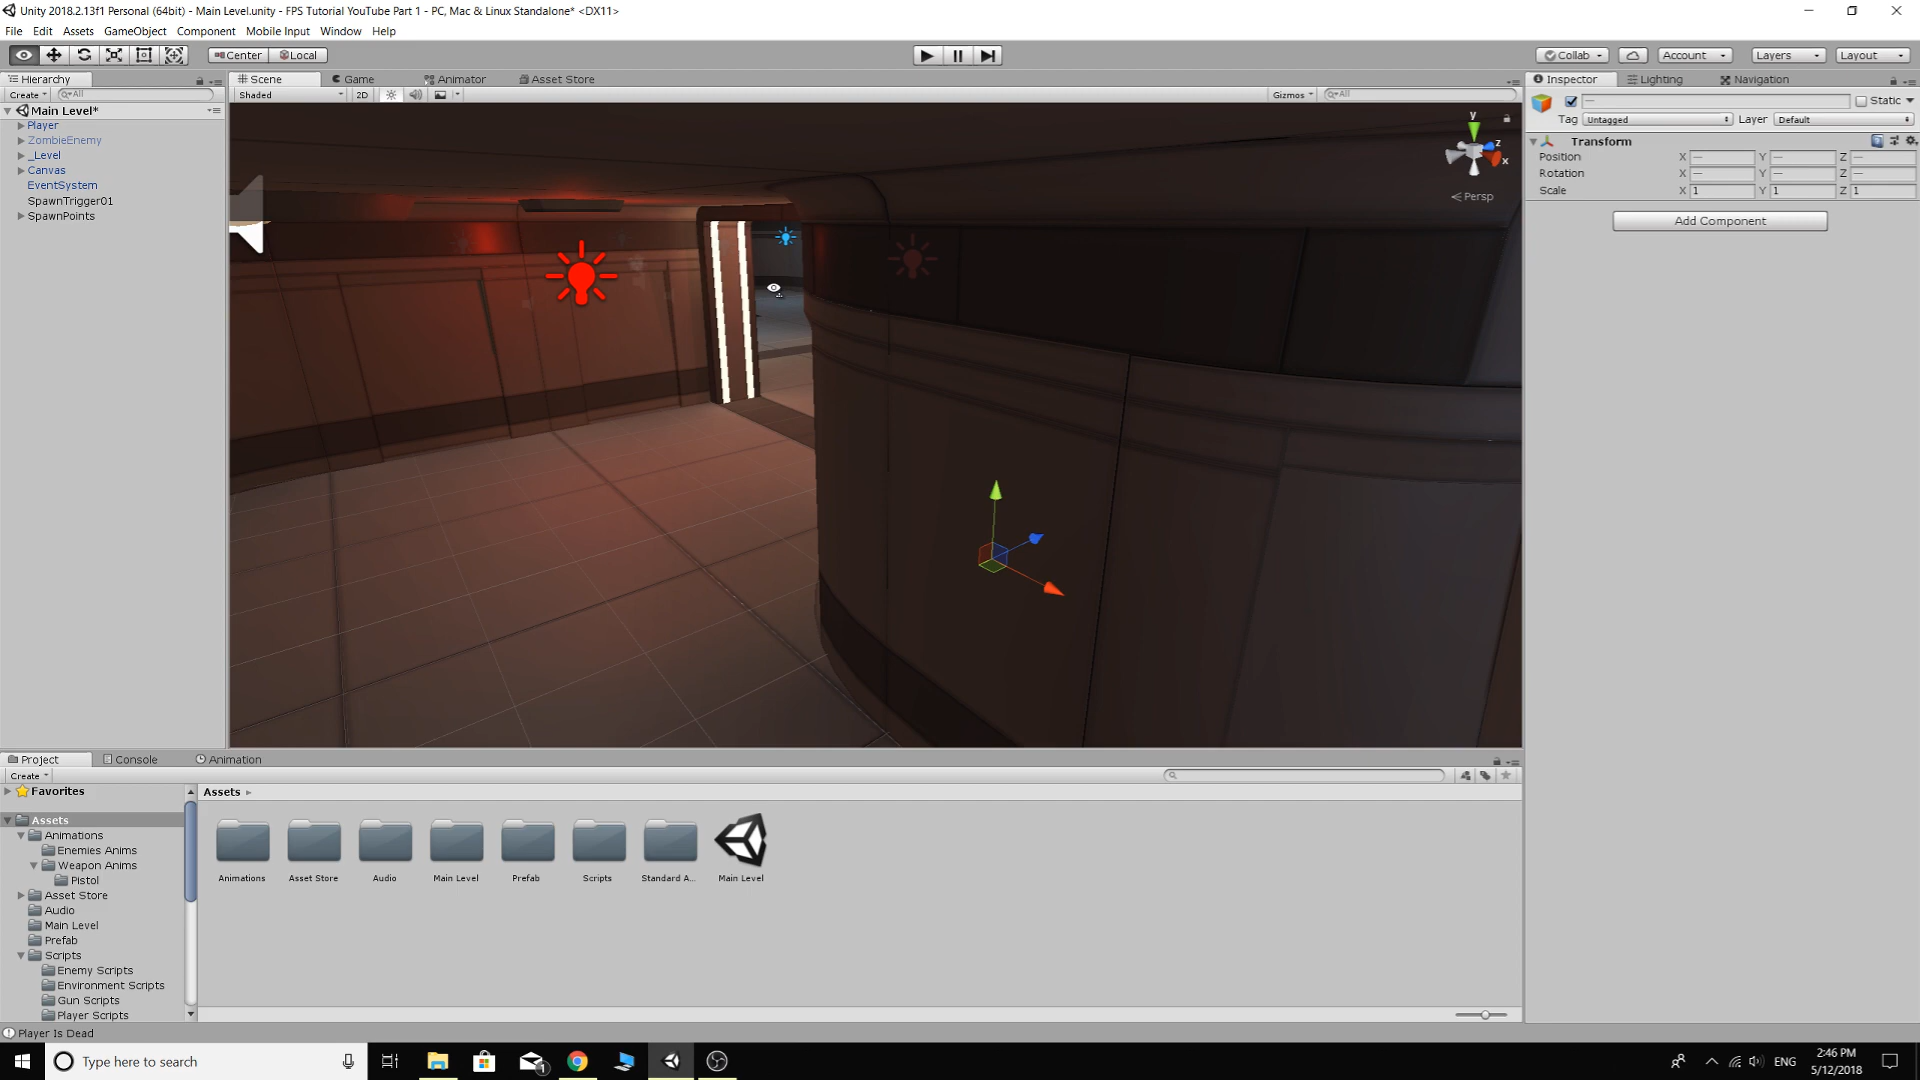 Unity 2018.2.13f1 Personal (64bit) - Main Level.unity - FPS Tutorial YouTube Part 1 - PC, Mac & Linux Standalone* <DX11>
File Edit Assets GameObject Component Mobile Input Window Help
Center Local Collab Account Layers Layout
Hierarchy Scene Game Animator Asset Store Inspector Lighting Navigation
Create All Shaded 2D Gizmos All
Main Level*
Player
ZombieEnemy
_Level
Canvas
EventSystem
SpawnTrigger01
SpawnPoints
y
z
x
Persp
— Static
Tag Untagged Layer Default
Transform
Position X — Y — Z —
Rotation X — Y — Z —
Scale X 1 Y 1 Z 1
Add Component
Project Console Animation
Create
Favorites
Assets
Assets
Animations
Enemies Anims
Weapon Anims
Pistol
Asset Store
Audio
Main Level
Prefab
Scripts
Enemy Scripts
Environment Scripts
Gun Scripts
Player Scripts
Animations Asset Store Audio Main Level Prefab Scripts Standard A... Main Level
Player Is Dead
Type here to search
1
ENG
2:46 PM
5/12/2018